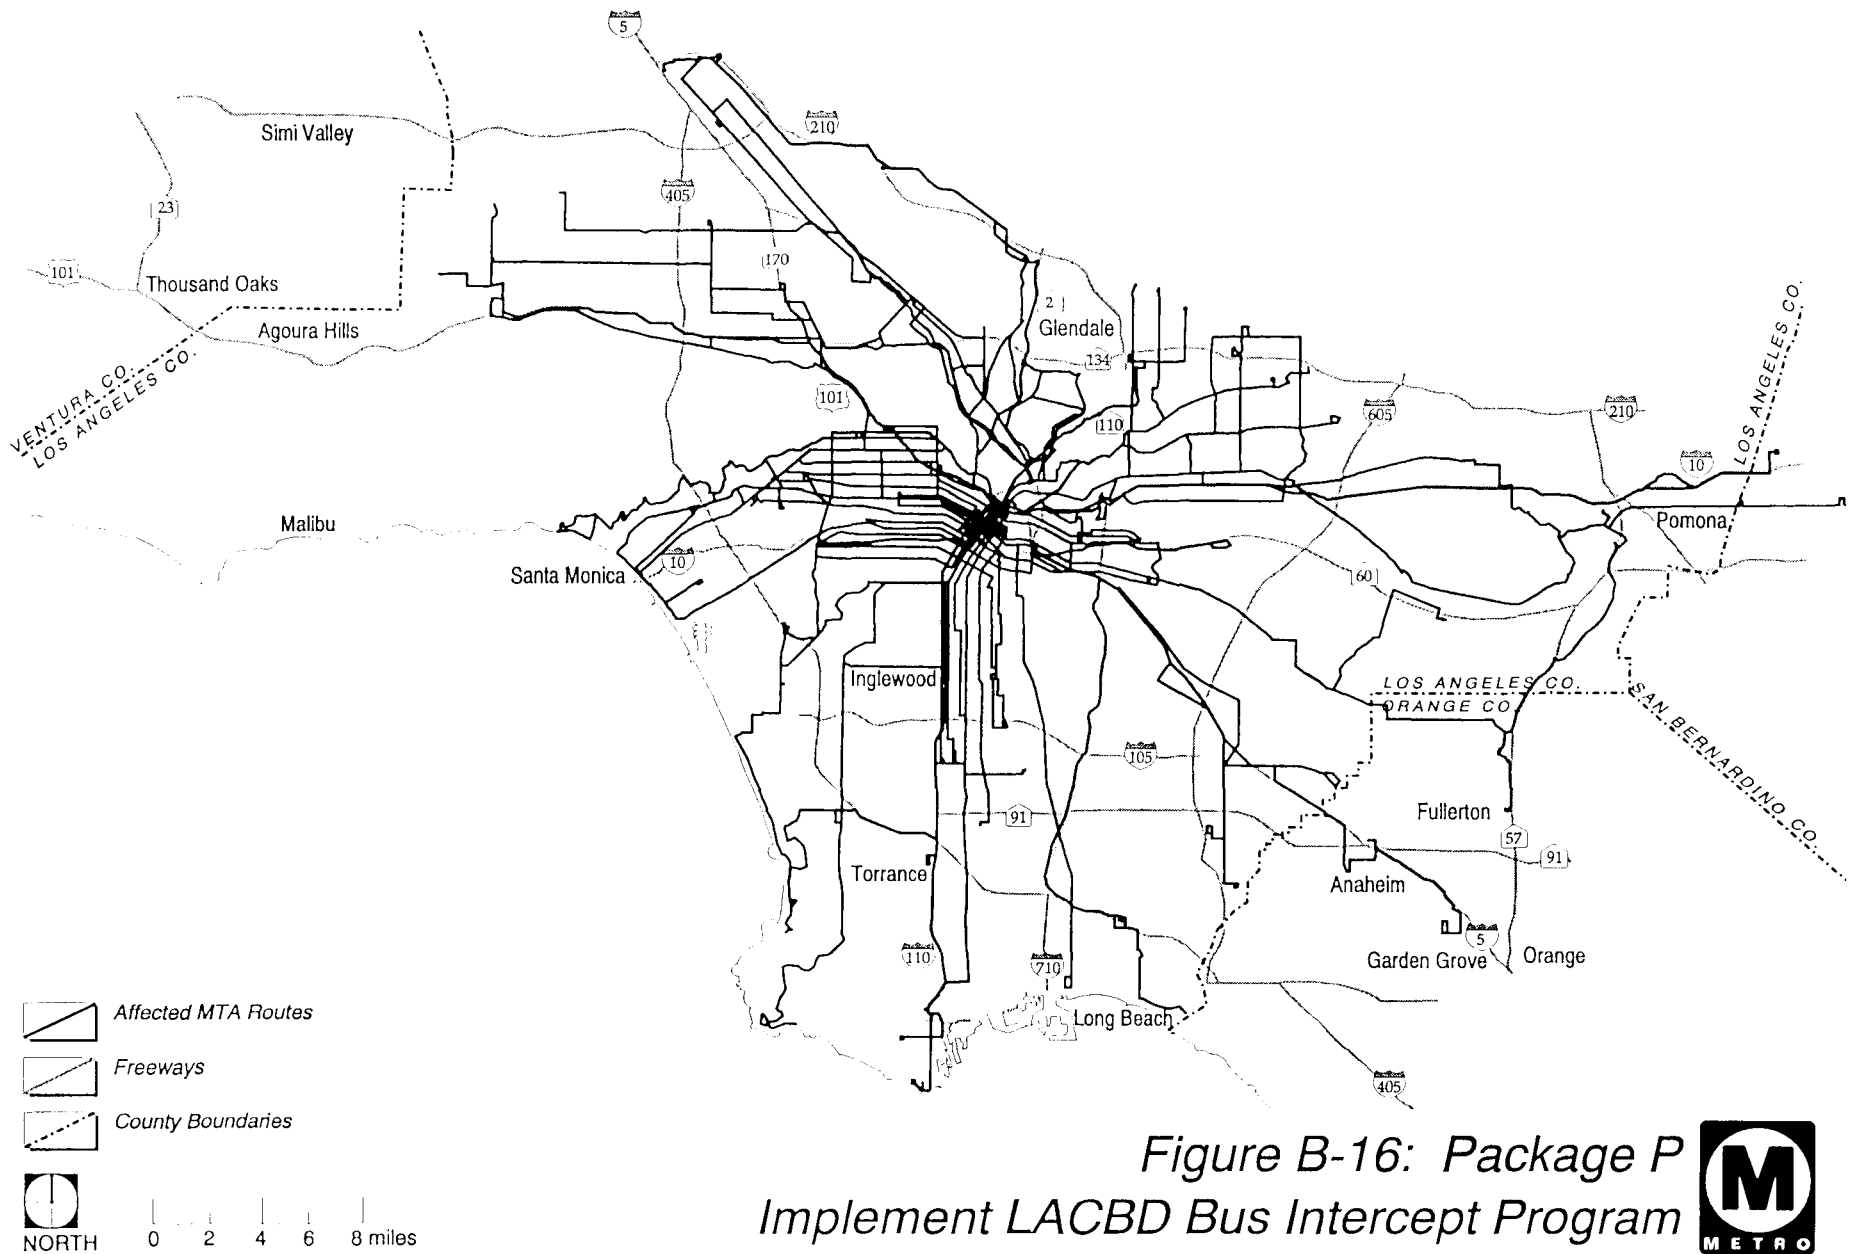 5
210
Simi Valley
405
23
101
170
Thousand Oaks
2
Agoura Hills
Glendale
134
VENTURA CO.
LOS ANGELES CO.
LOS ANGELES CO.
101
110
605
210
10
Malibu
Pomona
10
Santa Monica
60
Inglewood
LOS ANGELES CO.
ORANGE CO.
SAN BERNARDINO CO.
105
91
Fullerton
57
91
Torrance
Anaheim
110
710
5
Garden Grove
Orange
Long Beach
405
Affected MTA Routes
Freeways
County Boundaries
NORTH
0 2 4 6 8 miles
Figure B-16: Package P
Implement LACBD Bus Intercept Program
M
METRO